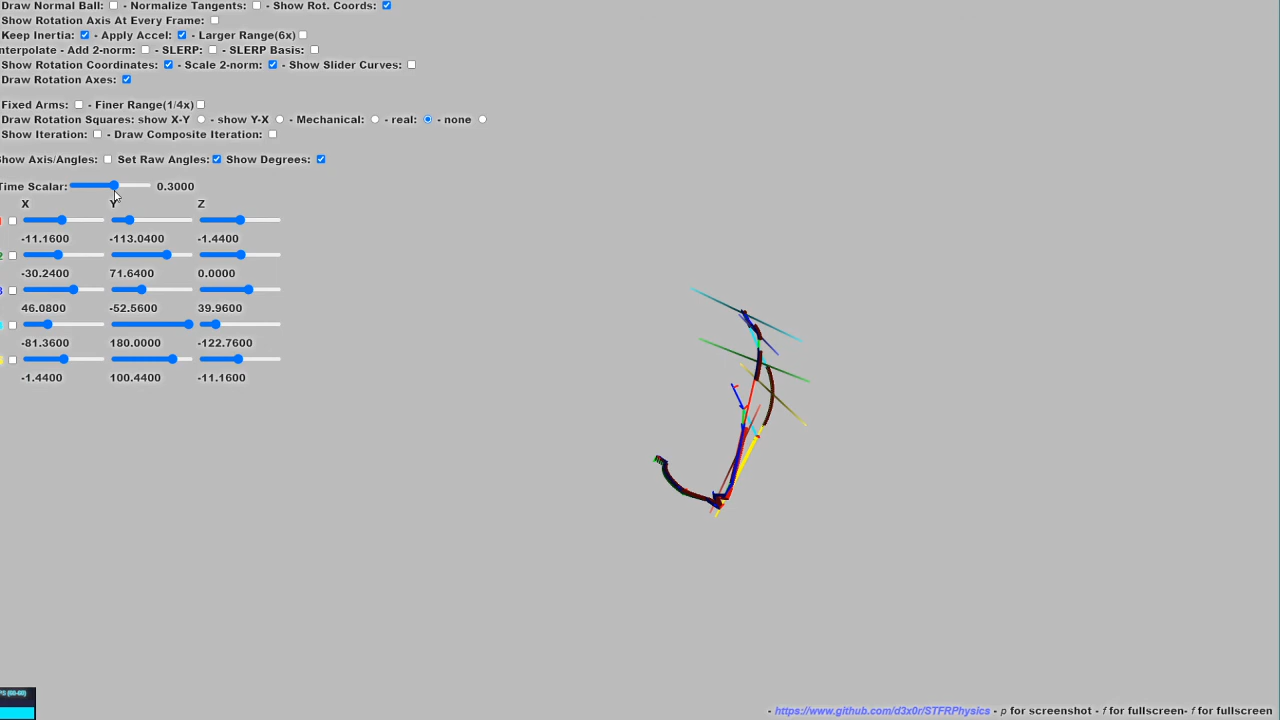 Draw Normal Ball: - Normalize Tangents: - Show Rot. Coords:
Show Rotation Axis At Every Frame:
Keep Inertia: - Apply Accel: - Larger Range(6x)
nterpolate - Add 2-norm: - SLERP: - SLERP Basis:
Show Rotation Coordinates: - Scale 2-norm: - Show Slider Curves:
Draw Rotation Axes:
Fixed Arms: - Finer Range(1/4x)
Draw Rotation Squares: show X-Y - show Y-X - Mechanical: - real: - none
Show Iteration: - Draw Composite Iteration:
Show Axis/Angles: Set Raw Angles: Show Degrees:
Time Scalar: 0.3000
X Y Z
-11.1600 -113.0400 -1.4400
2
-30.2400 71.6400 0.0000
3
46.0800 -52.5600 39.9600
-81.3600 180.0000 -122.7600
-1.4400 100.4400 -11.1600
PS (60-60)
- https://www.github.com/d3x0r/STFRPhysics - p for screenshot - f for fullscreen- f for fullscreen